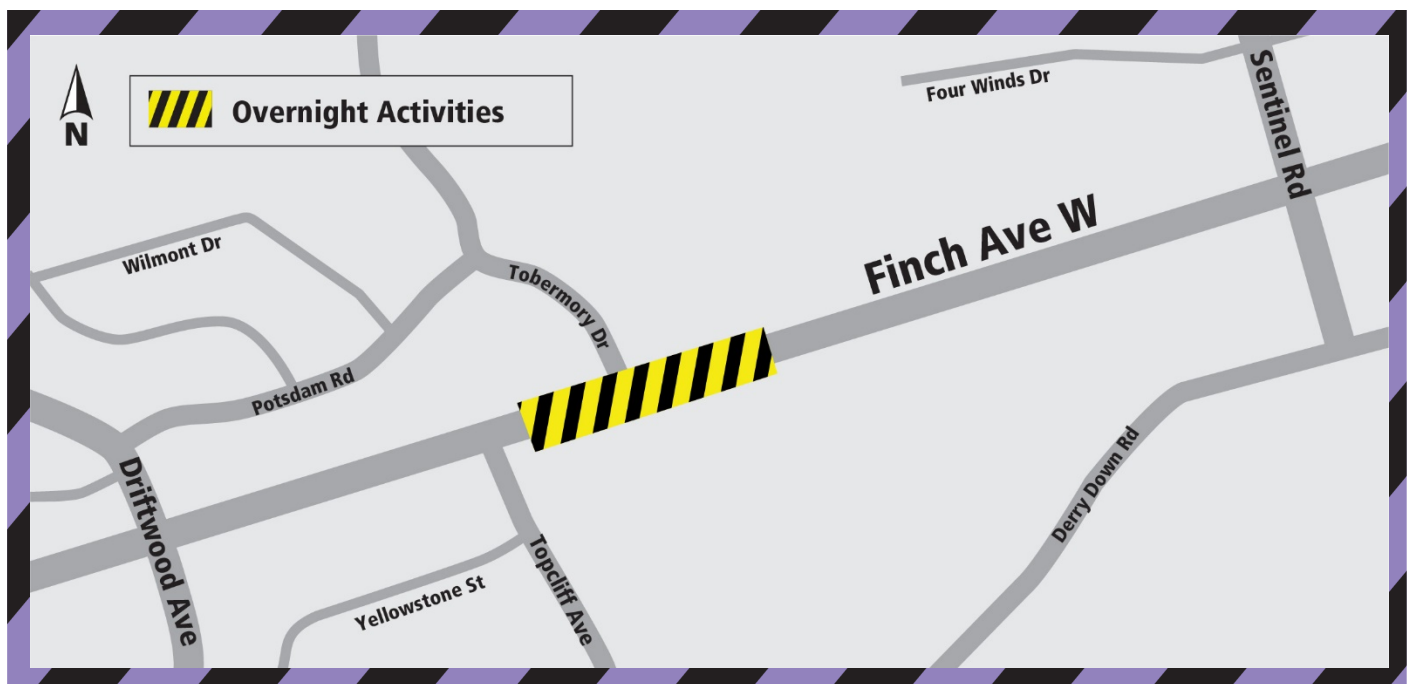 N
Overnight Activities
Four Winds Dr
Sentinel Rd
Finch Ave W
Wilmont Dr
Tobermory Dr
Potsdam Rd
Driftwood Ave
Derry Down Rd
Topcliff Ave
Yellowstone St